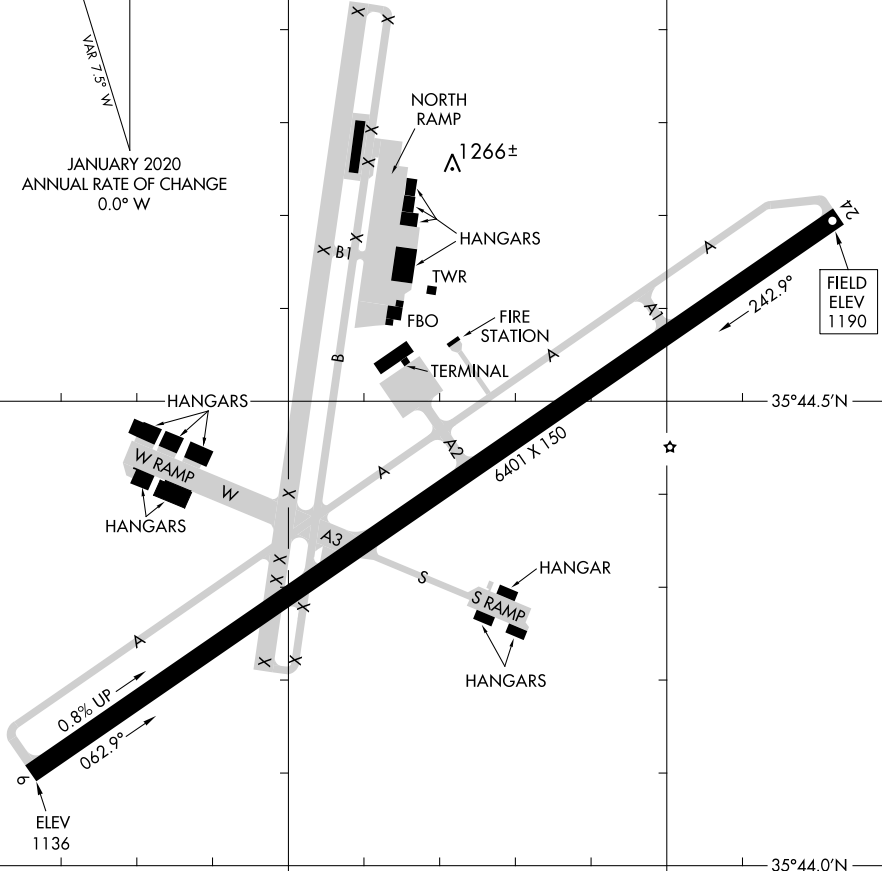 VAR 7.5° W
JANUARY 2020
ANNUAL RATE OF CHANGE
0.0° W
X
X
NORTH
RAMP
X
X
1266±
HANGARS
X
X
B1
TWR
FBO
24
A
FIELD
ELEV
1190
242.9°
A1
FIRE
STATION
A
B
TERMINAL
35°44.5'N
HANGARS
W RAMP
W
HANGARS
X
A
A2
6401 X 150
A3
X
X
X
S
HANGAR
S RAMP
HANGARS
A
X
X
0.8% UP
062.9°
6
ELEV
1136
35°44.0'N